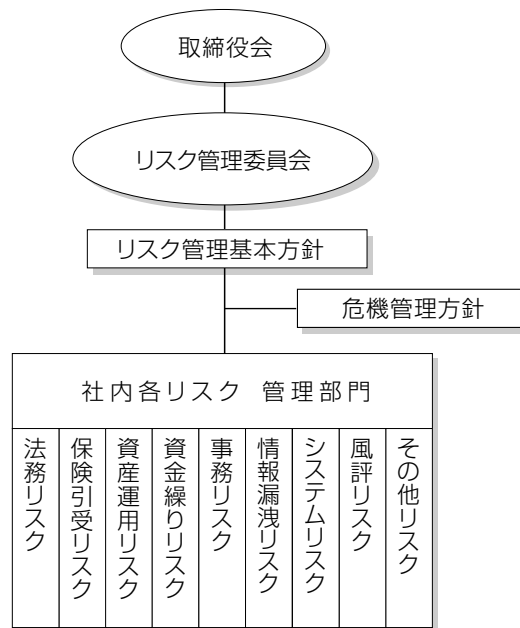 取締役会
リスク管理委員会
リスク管理基本方針
危機管理方針
社内各リスク 管理部門
法務リスク
保険引受リスク
資産運用リスク
資金繰りリスク
事務リスク
情報漏洩リスク
システムリスク
風評リスク
その他リスク